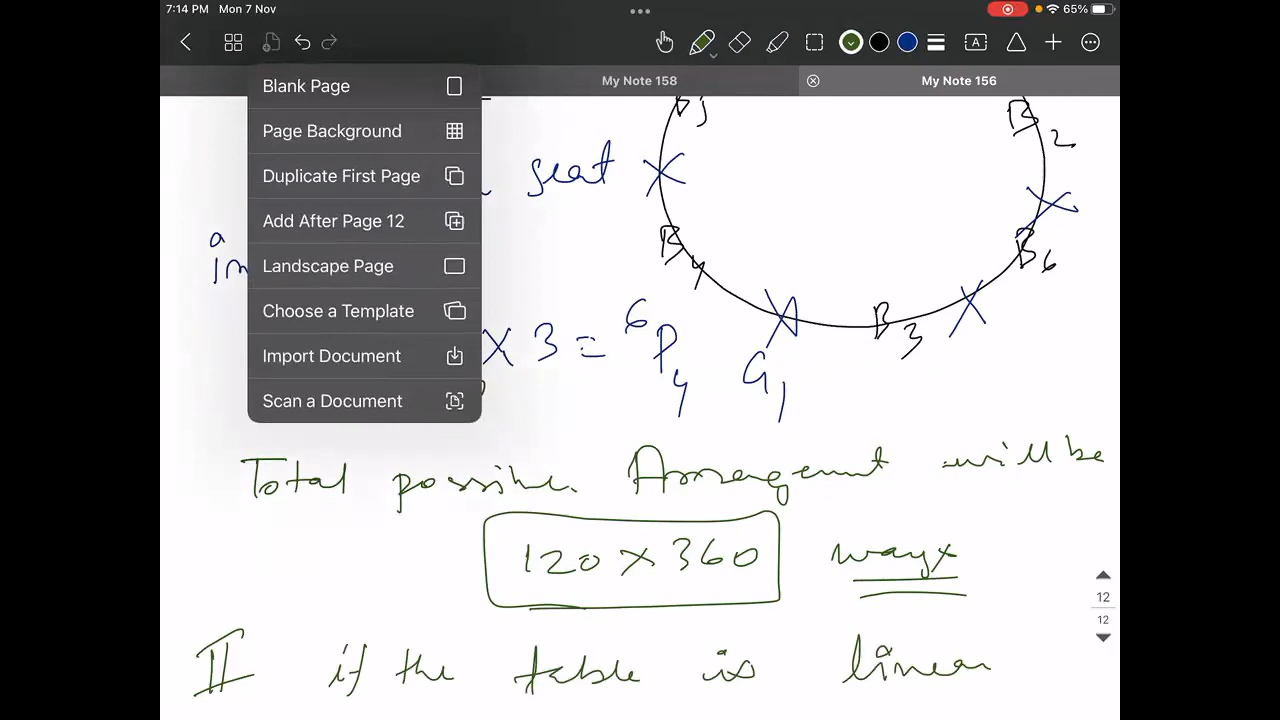 7:14 PM Mon 7 Nov
65%
My Note 158
My Note 156
Blank Page
Page Background
Duplicate First Page
Add After Page 12
Landscape Page
Choose a Template
Import Document
Scan a Document
B
B2
seat
a
B4
B6
B3
X 3 = 6P4
G1
Total possible Arrangement will be
120 X 360 ways
12
12
II if the table is linear